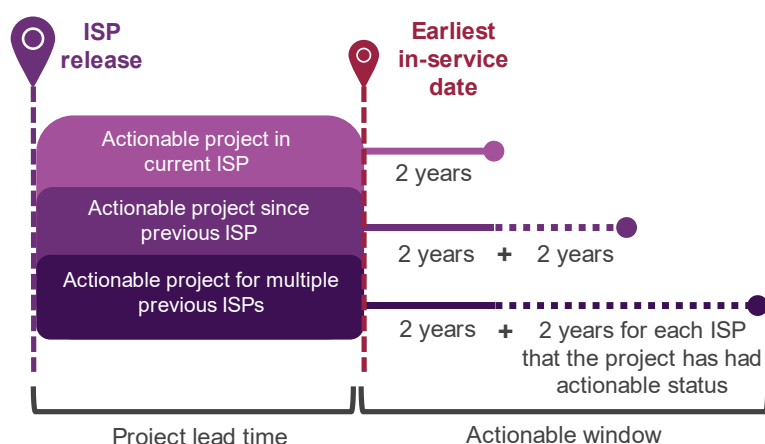 ISP
release
Earliest
in-service
date
Actionable project in
current ISP
2 years
Actionable project since
previous ISP
2 years + 2 years
Actionable project for multiple
previous ISPs
2 years + 2 years for each ISP
that the project has had
actionable status
Project lead time
Actionable window